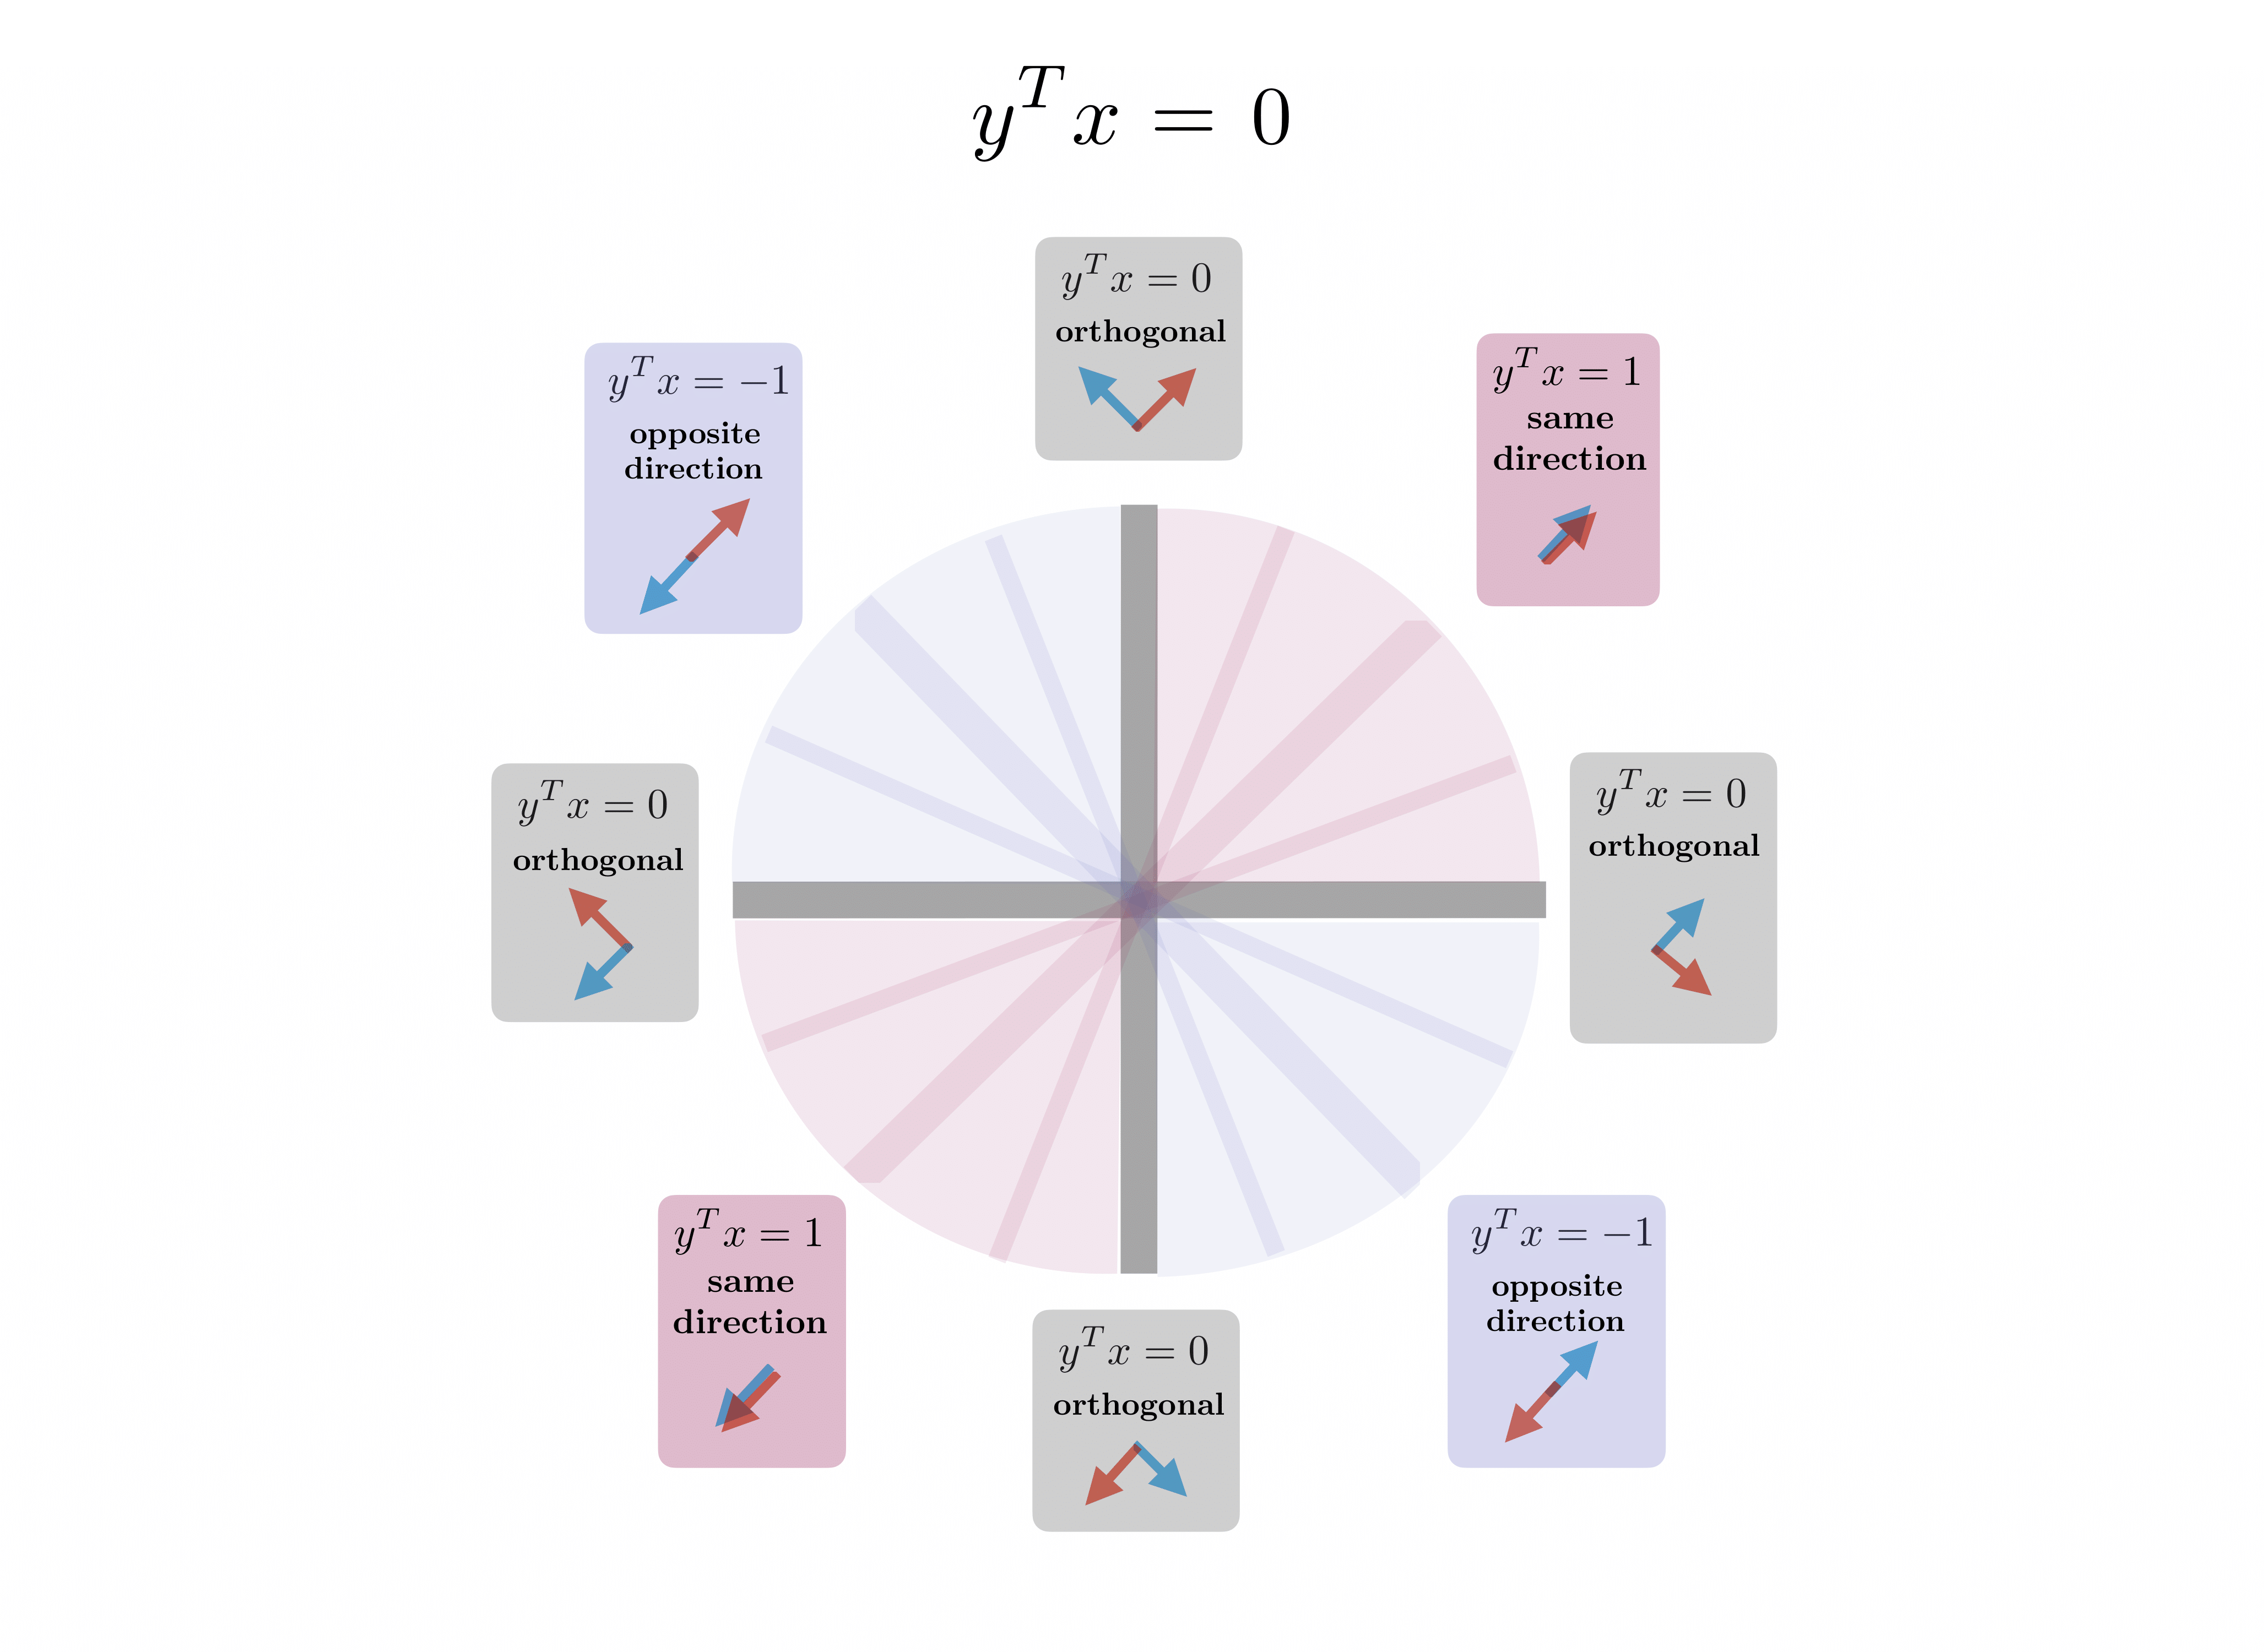 y^T x = 0
y^T x = 0
orthogonal
y^T x = 1
same
direction
y^T x = -1
opposite
direction
y^T x = 0
orthogonal
y^T x = 0
orthogonal
y^T x = 1
same
direction
y^T x = -1
opposite
direction
y^T x = 0
orthogonal